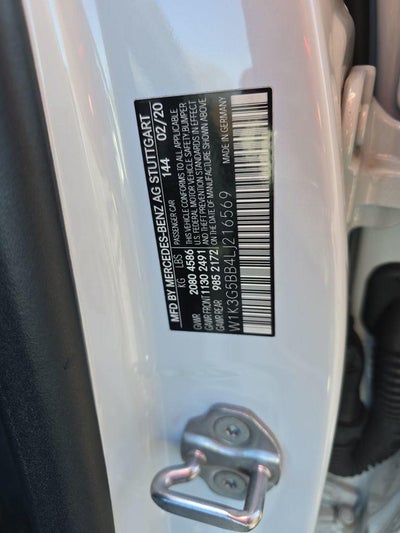 MFD BY MERCEDES-BENZ AG STUTTGART
PASSENGER CAR 144 02/20
KG LBS THIS VEHICLE CONFORMS TO ALL APPLICABLE
GVWR 2080 4586 U.S. FEDERAL MOTOR VEHICLE SAFETY, BUMPER
GAWR FRONT 1130 2491 AND THEFT PREVENTION STANDARDS IN EFFECT
GAWR REAR 985 2172 ON THE DATE OF MANUFACTURE SHOWN ABOVE.
MADE IN GERMANY
W1K3G5BB4LJ216569